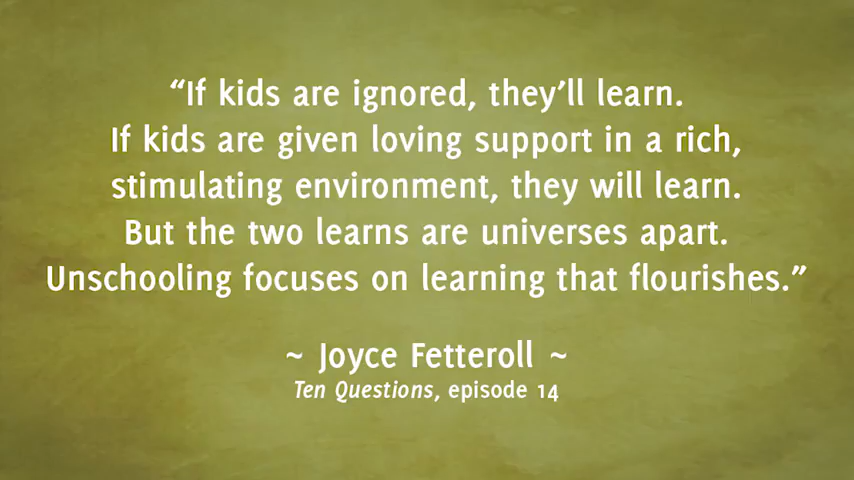 “If kids are ignored, they’ll learn.
If kids are given loving support in a rich,
stimulating environment, they will learn.
But the two learns are universes apart.
Unschooling focuses on learning that flourishes.”
~ Joyce Fetteroll ~
Ten Questions, episode 14